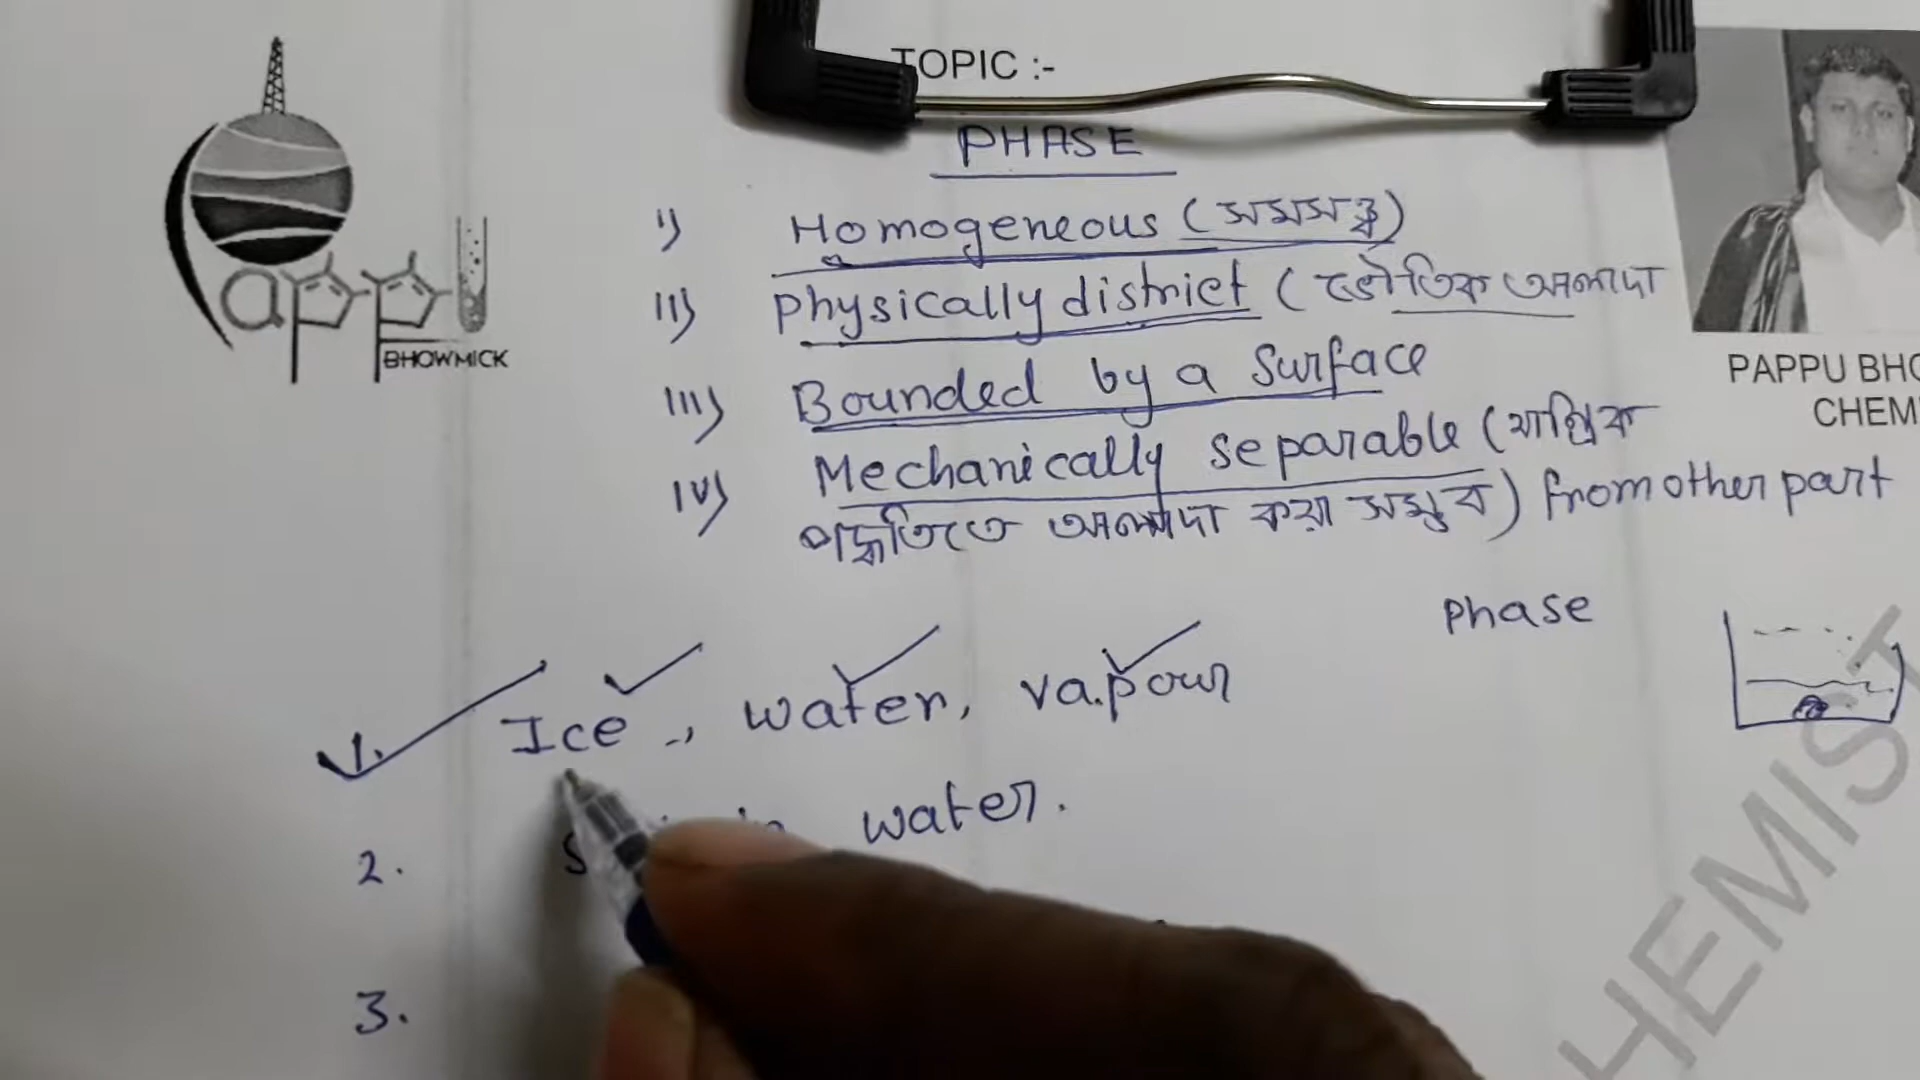 TOPIC :-
PHASE
BHOWMICK
i) Homogeneous (সমসত্ত্ব)
ii) Physically district (ভৌতিক আলাদা
iii) Bounded by a surface
iv) Mechanically separable (যান্ত্রিক
পদ্ধতিতে আলাদা করা সম্ভব) from other part
PAPPU BHO
CHEM
Phase
1. Ice, water, vapour
2. water.
3.
HEMIST